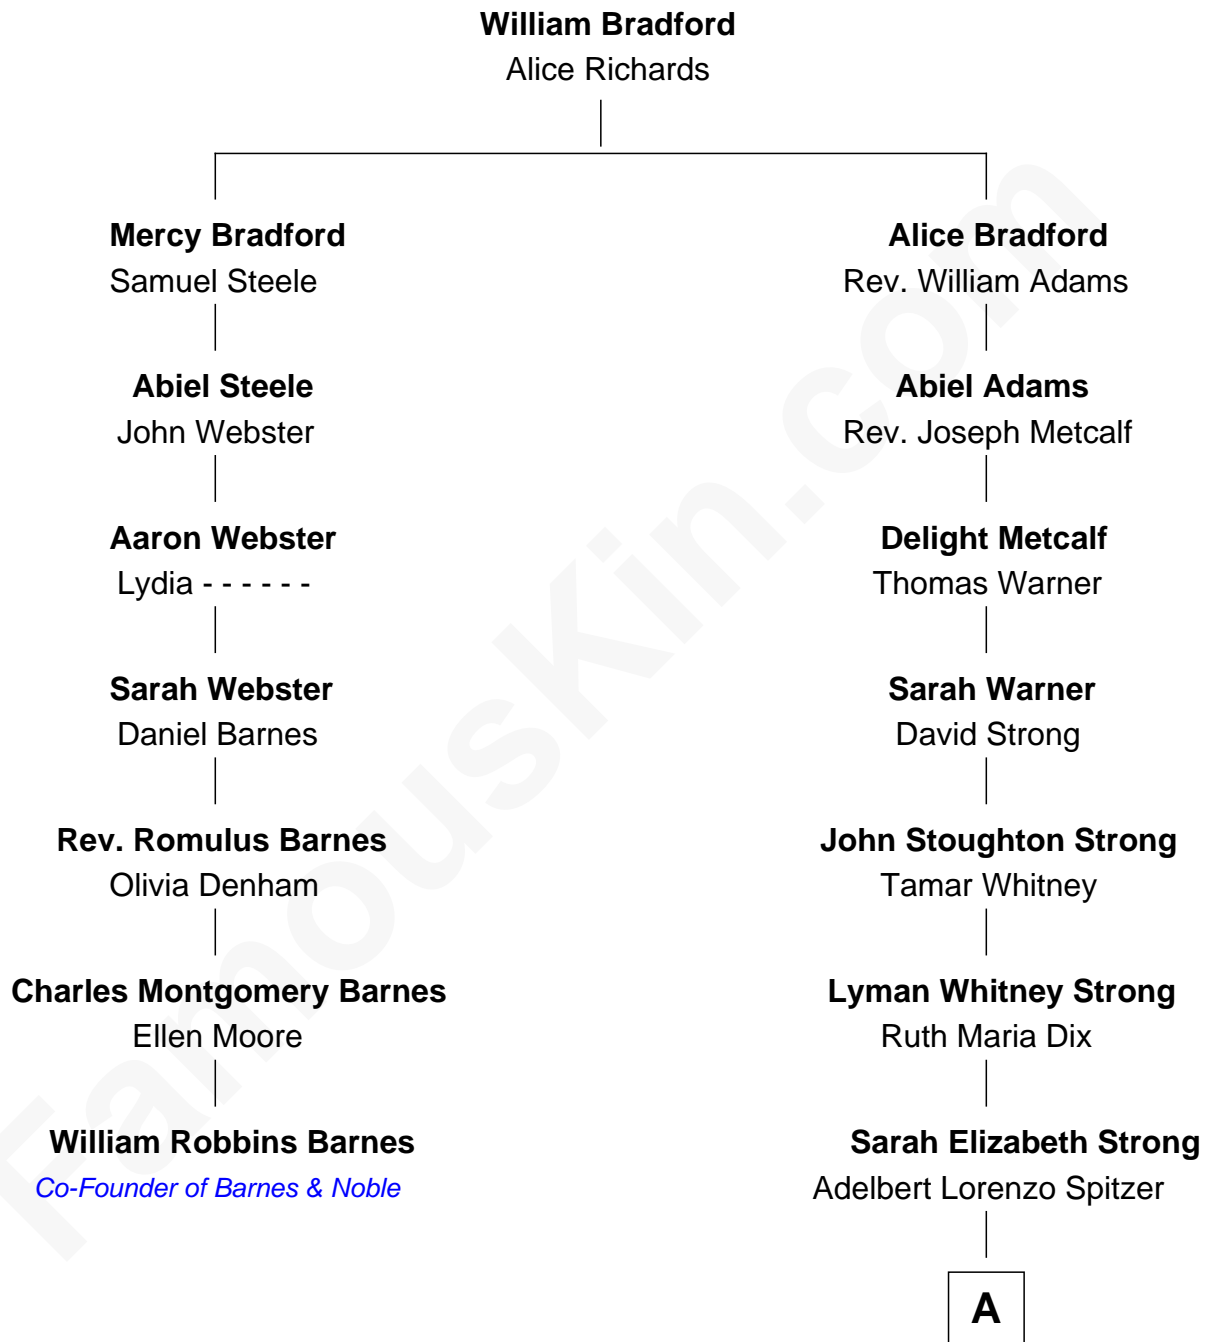 William Bradford
Alice Richards
Mercy Bradford
Samuel Steele
Alice Bradford
Rev. William Adams
Abiel Steele
John Webster
Abiel Adams
Rev. Joseph Metcalf
Aaron Webster
Lydia - - - - - -
Delight Metcalf
Thomas Warner
Sarah Webster
Daniel Barnes
Sarah Warner
David Strong
Rev. Romulus Barnes
Olivia Denham
John Stoughton Strong
Tamar Whitney
Charles Montgomery Barnes
Ellen Moore
Lyman Whitney Strong
Ruth Maria Dix
William Robbins Barnes
Co-Founder of Barnes & Noble
Sarah Elizabeth Strong
Adelbert Lorenzo Spitzer
A
FamousKin.com